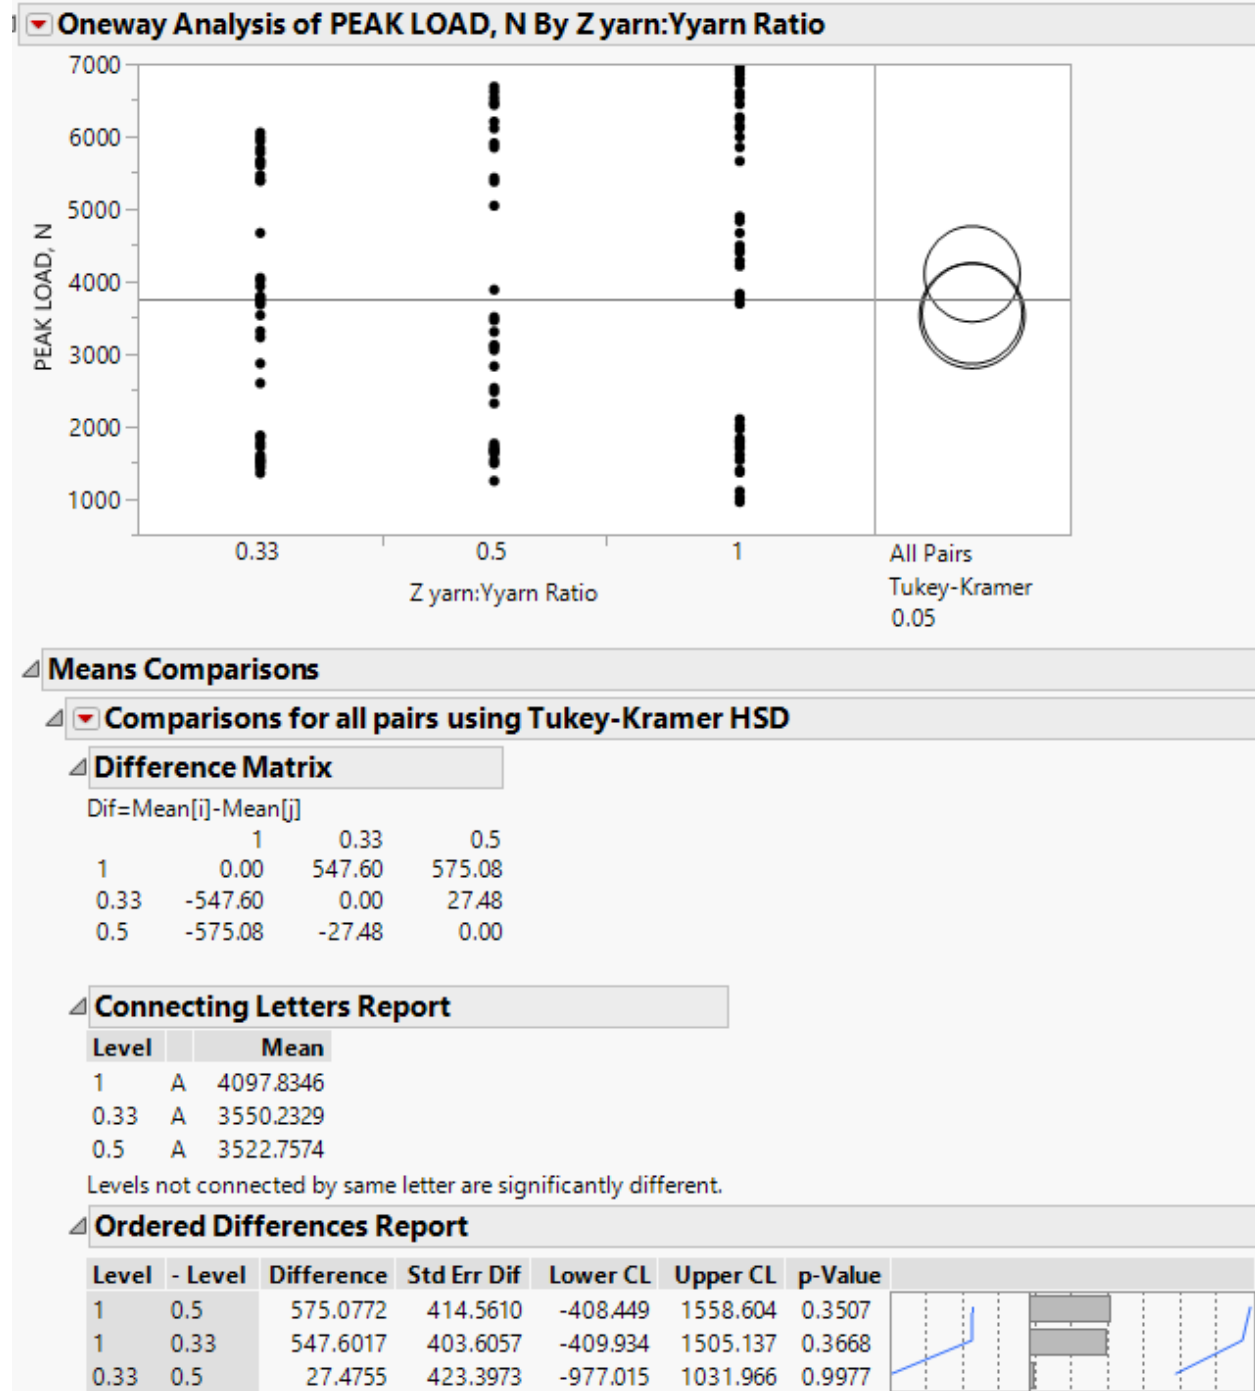 Oneway Analysis of PEAK LOAD, N By Z yarn:Yyarn Ratio
7000
6000
5000
4000
3000
2000
1000
PEAK LOAD, N
0.33 0.5 1
Z yarn:Yyarn Ratio
All Pairs
Tukey-Kramer
0.05
Means Comparisons
Comparisons for all pairs using Tukey-Kramer HSD
Difference Matrix
Dif=Mean[i]-Mean[j]
1 0.33 0.5
1 0.00 547.60 575.08
0.33 -547.60 0.00 27.48
0.5 -575.08 -27.48 0.00
Connecting Letters Report
Level Mean
1 A 4097.8346
0.33 A 3550.2329
0.5 A 3522.7574
Levels not connected by same letter are significantly different.
Ordered Differences Report
Level - Level Difference Std Err Dif Lower CL Upper CL p-Value
1 0.5 575.0772 414.5610 -408.449 1558.604 0.3507
1 0.33 547.6017 403.6057 -409.934 1505.137 0.3668
0.33 0.5 27.4755 423.3973 -977.015 1031.966 0.9977